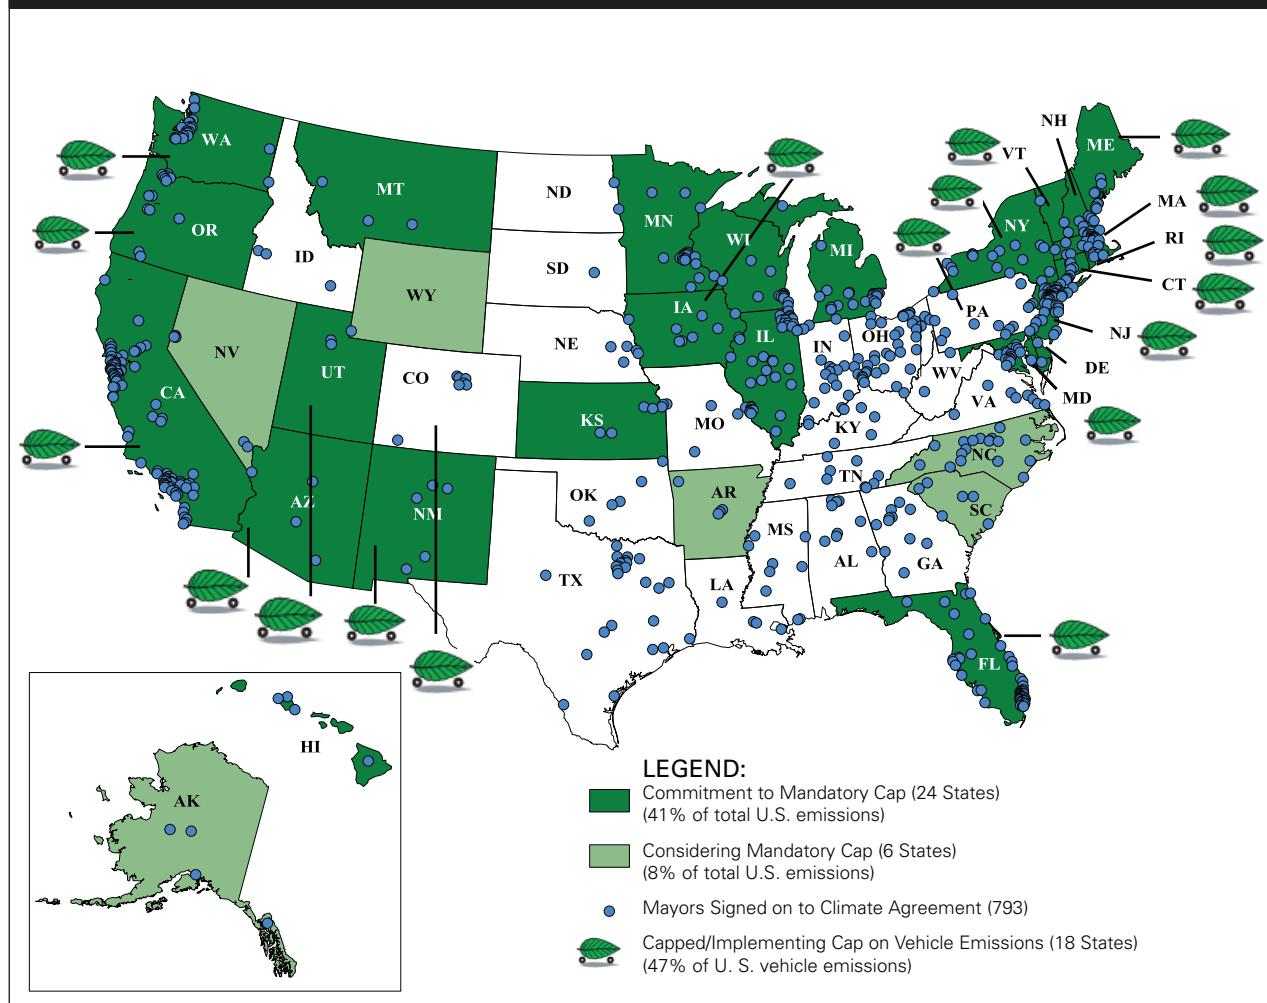 NH
ME
VT
WA
MT
ND
MN
NY
MA
OR
WI
MI
RI
ID
SD
CT
WY
IA
PA
NJ
NV
NE
IL
IN
OH
UT
CO
WV
DE
CA
KS
MO
KY
VA
MD
TN
NC
AZ
NM
OK
AR
SC
TX
MS
AL
GA
LA
FL
HI
AK
LEGEND:
Commitment to Mandatory Cap (24 States)
(41% of total U.S. emissions)
Considering Mandatory Cap (6 States)
(8% of total U.S. emissions)
Mayors Signed on to Climate Agreement (793)
Capped/Implementing Cap on Vehicle Emissions (18 States)
(47% of U. S. vehicle emissions)